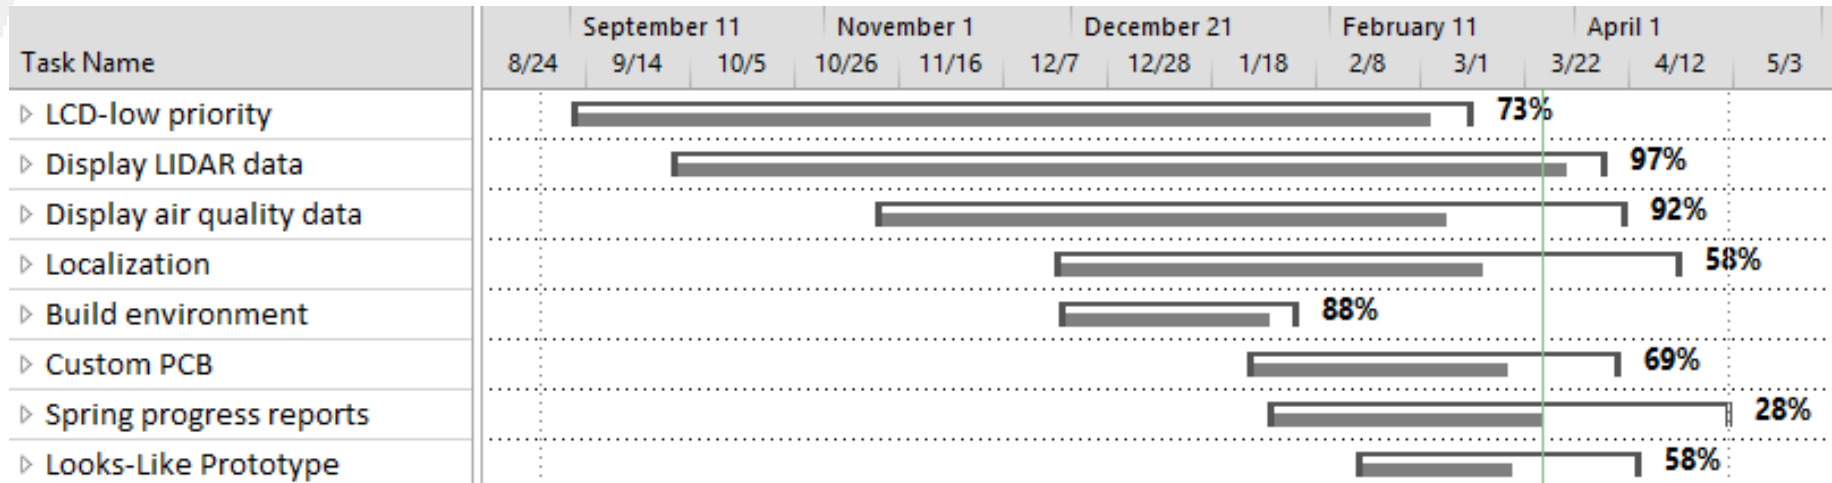 September 11 November 1 December 21 February 11 April 1
Task Name 8/24 9/14 10/5 10/26 11/16 12/7 12/28 1/18 2/8 3/1 3/22 4/12 5/3
LCD-low priority 73%
Display LIDAR data 97%
Display air quality data 92%
Localization 58%
Build environment 88%
Custom PCB 69%
Spring progress reports 28%
Looks-Like Prototype 58%